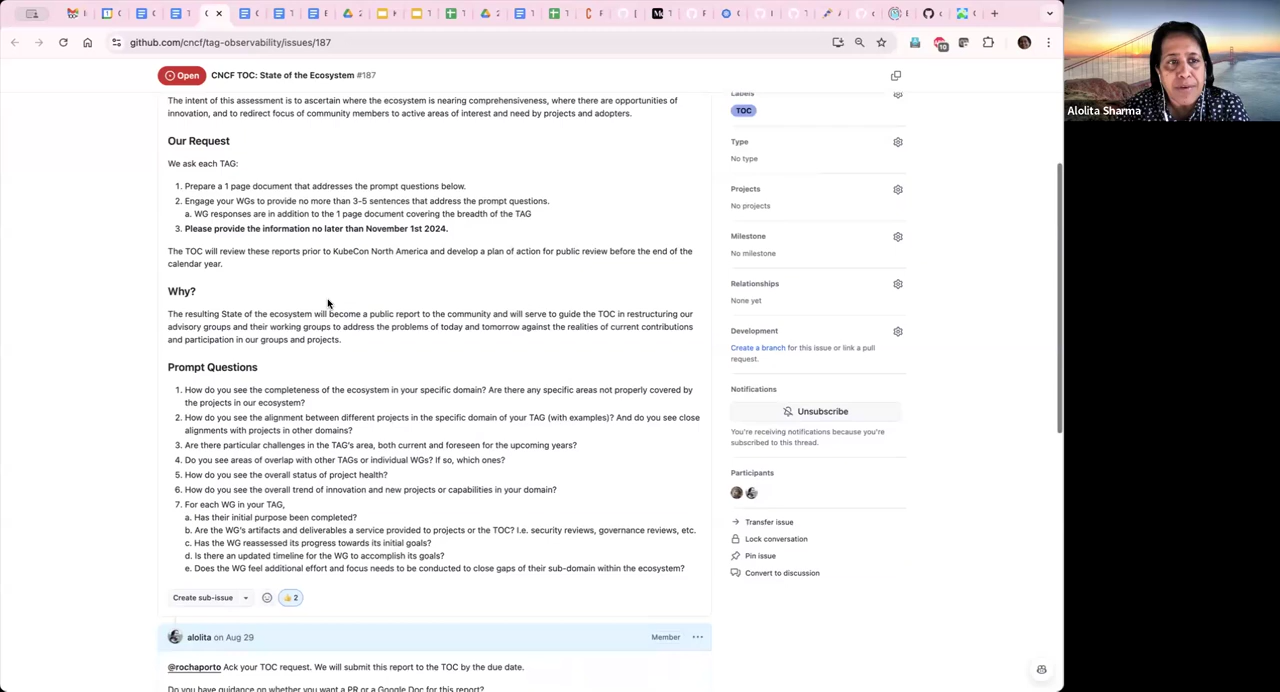 github.com/cncf/tag-observability/issues/187
10
Open CNCF TOC: State of the Ecosystem #187
The intent of this assessment is to ascertain where the ecosystem is nearing comprehensiveness, where there are opportunities of
innovation, and to redirect focus of community members to active areas of interest and need by projects and adopters.
Our Request
We ask each TAG:
1. Prepare a 1 page document that addresses the prompt questions below.
2. Engage your WGs to provide no more than 3-5 sentences that address the prompt questions.
a. WG responses are in addition to the 1 page document covering the breadth of the TAG
3. Please provide the information no later than November 1st 2024.
The TOC will review these reports prior to KubeCon North America and develop a plan of action for public review before the end of the
calendar year.
Why?
The resulting State of the ecosystem will become a public report to the community and will serve to guide the TOC in restructuring our
advisory groups and their working groups to address the problems of today and tomorrow against the realities of current contributions
and participation in our groups and projects.
Prompt Questions
1. How do you see the completeness of the ecosystem in your specific domain? Are there any specific areas not properly covered by
the projects in our ecosystem?
2. How do you see the alignment between different projects in the specific domain of your TAG (with examples)? And do you see close
alignments with projects in other domains?
3. Are there particular challenges in the TAG's area, both current and foreseen for the upcoming years?
4. Do you see areas of overlap with other TAGs or individual WGs? If so, which ones?
5. How do you see the overall status of project health?
6. How do you see the overall trend of innovation and new projects or capabilities in your domain?
7. For each WG in your TAG,
a. Has their initial purpose been completed?
b. Are the WG's artifacts and deliverables a service provided to projects or the TOC? I.e. security reviews, governance reviews, etc.
c. Has the WG reassessed its progress towards its initial goals?
d. Is there an updated timeline for the WG to accomplish its goals?
e. Does the WG feel additional effort and focus needs to be conducted to close gaps of their sub-domain within the ecosystem?
Create sub-issue
2
alolita on Aug 29
Member
@rochaporto Ack your TOC request. We will submit this report to the TOC by the due date.
Do you have guidance on whether you want a PR or a Google Doc for this report?
Labels
TOC
Type
No type
Projects
No projects
Milestone
No milestone
Relationships
None yet
Development
Create a branch for this issue or link a pull
request.
Notifications
Unsubscribe
You're receiving notifications because you're
subscribed to this thread.
Participants
Transfer issue
Lock conversation
Pin issue
Convert to discussion
Alolita Sharma